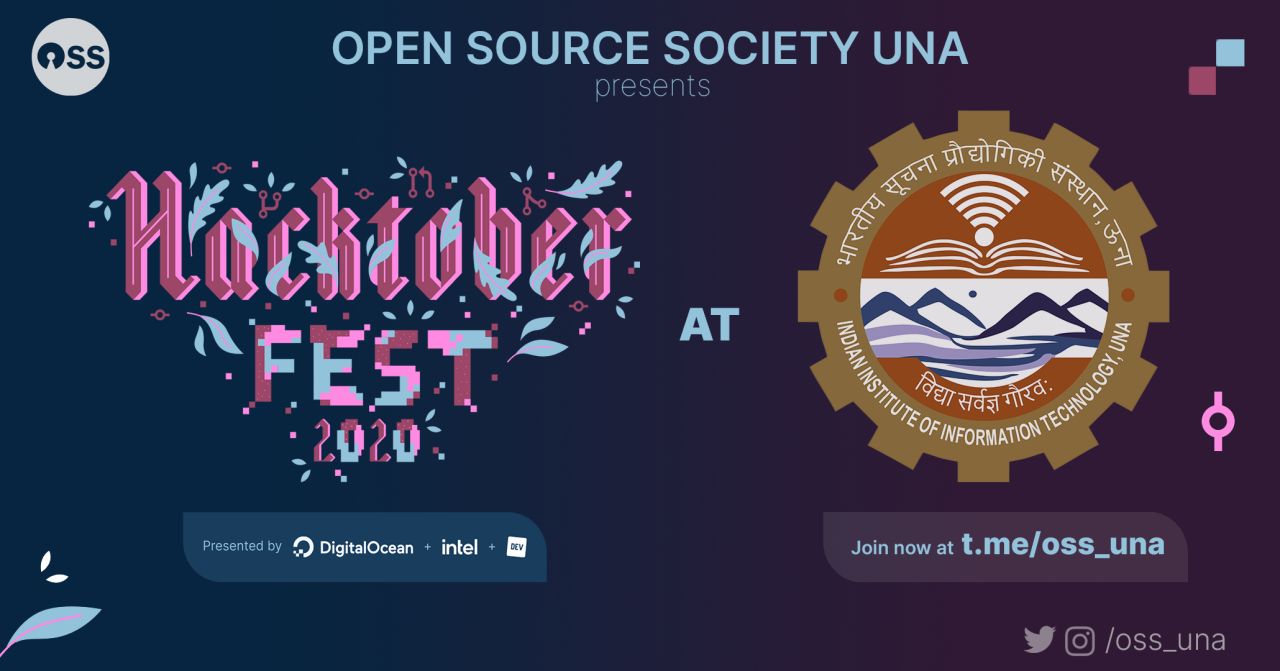 OSS
OPEN SOURCE SOCIETY UNA
presents
Hacktober
FEST
2020
AT
भारतीय सूचना प्रौद्योगिकी संस्थान, ऊना
विद्या सर्वज्ञ गौरवः
INDIAN INSTITUTE OF INFORMATION TECHNOLOGY, UNA
Presented by DigitalOcean + intel + DEV
Join now at t.me/oss_una
/oss_una